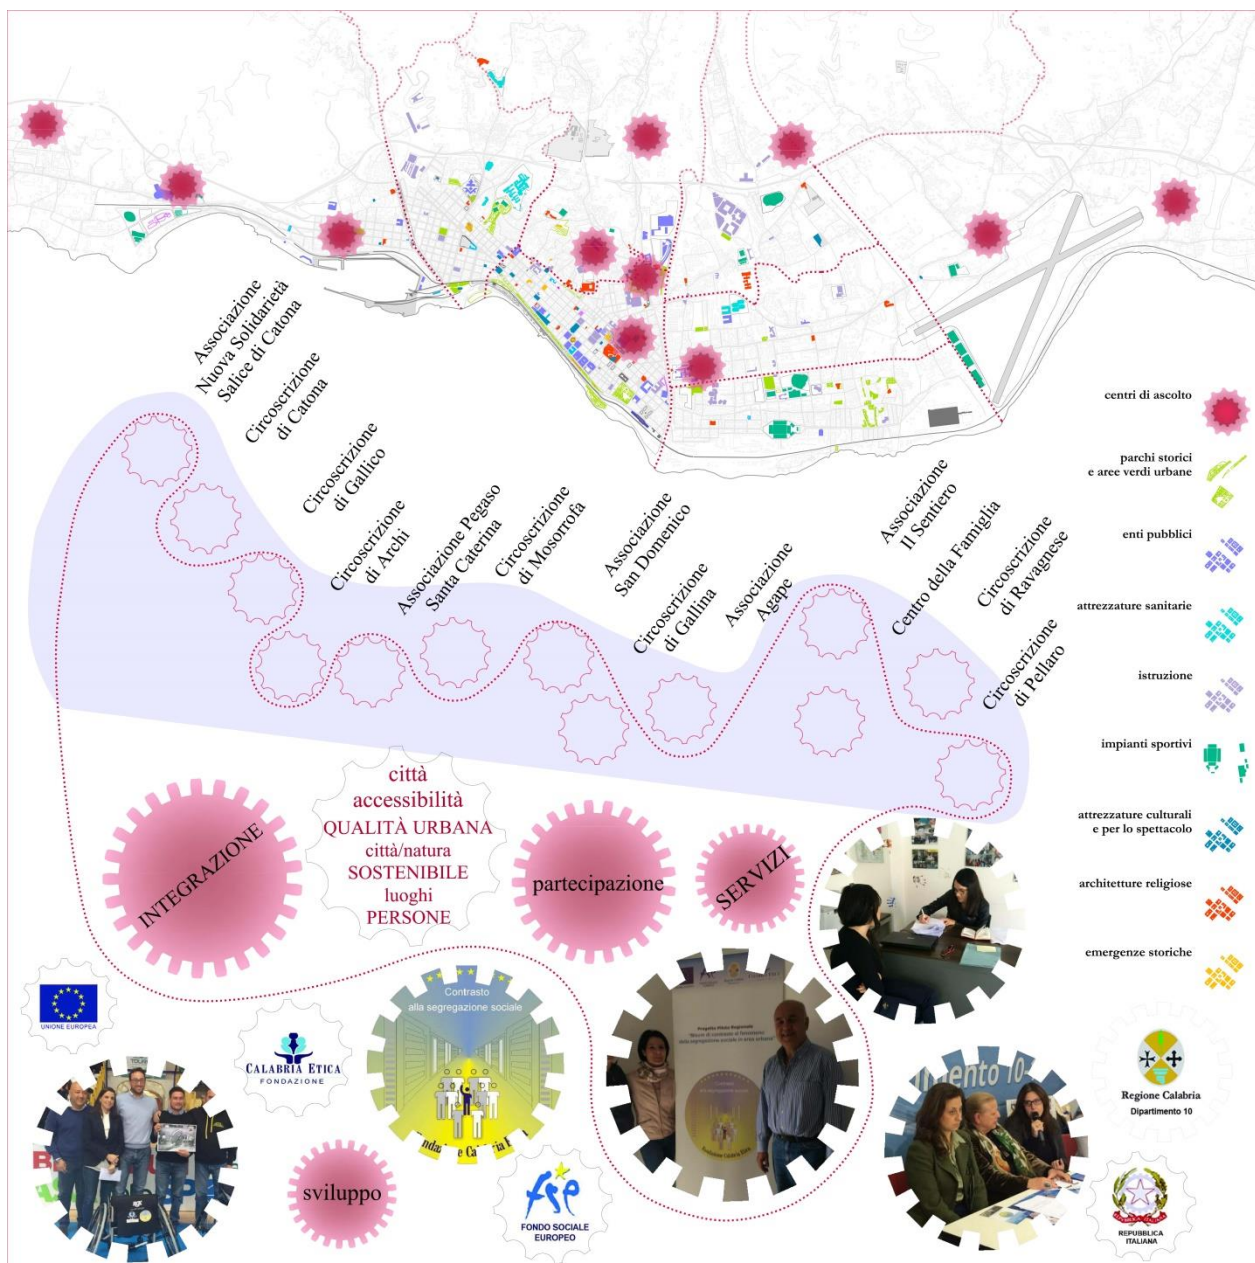 Associazione
Nuova Solidarietà
Salice di Catona
Circoscrizione
di Catona
Circoscrizione
di Gallico
Circoscrizione
di Archi
Associazione Pegaso
Santa Caterina
Circoscrizione
di Mosorrofa
Associazione
San Domenico
Circoscrizione
di Gallina
Associazione
Agape
Associazione
Il Sentiero
Centro della Famiglia
Circoscrizione
di Ravagnese
Circoscrizione
di Pellaro
centri di ascolto
parchi storici
e aree verdi urbane
enti pubblici
attrezzature sanitarie
istruzione
impianti sportivi
attrezzature culturali
e per lo spettacolo
architetture religiose
emergenze storiche
INTEGRAZIONE
città
accessibilità
QUALITÀ URBANA
città/natura
SOSTENIBILE
luoghi
PERSONE
partecipazione
SERVIZI
UNIONE EUROPEA
CALABRIA ETICA
FONDAZIONE
Contrasto
alla segregazione sociale
Progetto Pilota Regionale
sviluppo
fse
FONDO SOCIALE
EUROPEO
Regione Calabria
Dipartimento 10
REPUBBLICA
ITALIANA